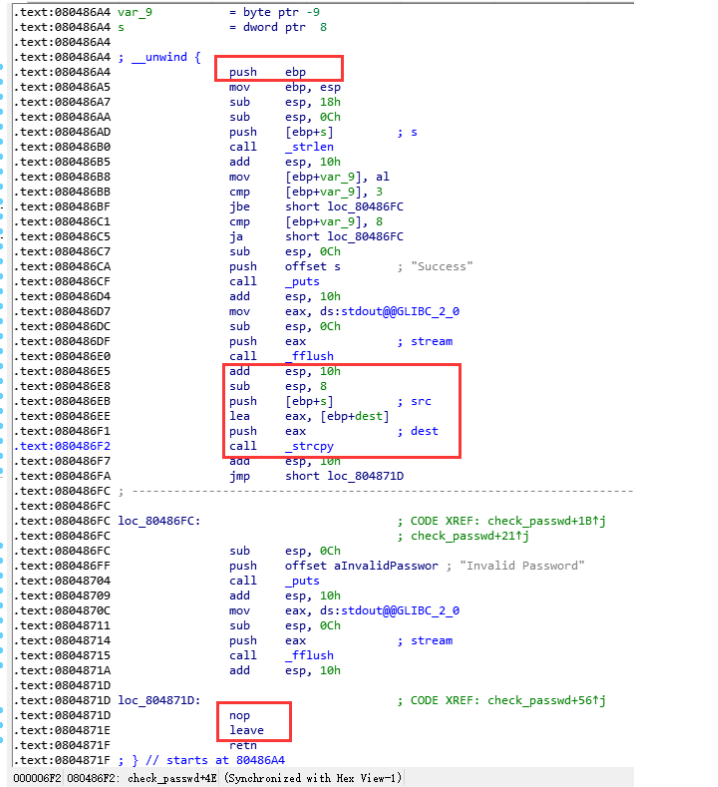 .text:080486A4 var_9 = byte ptr -9
.text:080486A4 s = dword ptr 8
.text:080486A4
.text:080486A4 ; __unwind {
.text:080486A4 push ebp
.text:080486A5 mov ebp, esp
.text:080486A7 sub esp, 18h
.text:080486AA sub esp, 0Ch
.text:080486AD push [ebp+s] ; s
.text:080486B0 call _strlen
.text:080486B5 add esp, 10h
.text:080486B8 mov [ebp+var_9], al
.text:080486BB cmp [ebp+var_9], 3
.text:080486BF jbe short loc_80486FC
.text:080486C1 cmp [ebp+var_9], 8
.text:080486C5 ja short loc_80486FC
.text:080486C7 sub esp, 0Ch
.text:080486CA push offset s ; "Success"
.text:080486CF call _puts
.text:080486D4 add esp, 10h
.text:080486D7 mov eax, ds:stdout@@GLIBC_2_0
.text:080486DC sub esp, 0Ch
.text:080486DF push eax ; stream
.text:080486E0 call _fflush
.text:080486E5 add esp, 10h
.text:080486E8 sub esp, 8
.text:080486EB push [ebp+s] ; src
.text:080486EE lea eax, [ebp+dest]
.text:080486F1 push eax ; dest
.text:080486F2 call _strcpy
.text:080486F7 add esp, 10h
.text:080486FA jmp short loc_804871D
.text:080486FC ; ---------------------------------------------------------------------------
.text:080486FC
.text:080486FC loc_80486FC: ; CODE XREF: check_passwd+1B↑j
.text:080486FC ; check_passwd+21↑j
.text:080486FC sub esp, 0Ch
.text:080486FF push offset aInvalidPasswor ; "Invalid Password"
.text:08048704 call _puts
.text:08048709 add esp, 10h
.text:0804870C mov eax, ds:stdout@@GLIBC_2_0
.text:08048711 sub esp, 0Ch
.text:08048714 push eax ; stream
.text:08048715 call _fflush
.text:0804871A add esp, 10h
.text:0804871D
.text:0804871D loc_804871D: ; CODE XREF: check_passwd+56↑j
.text:0804871D nop
.text:0804871E leave
.text:0804871F retn
.text:0804871F ; } // starts at 80486A4
000006F2 080486F2: check_passwd+4E (Synchronized with Hex View-1)